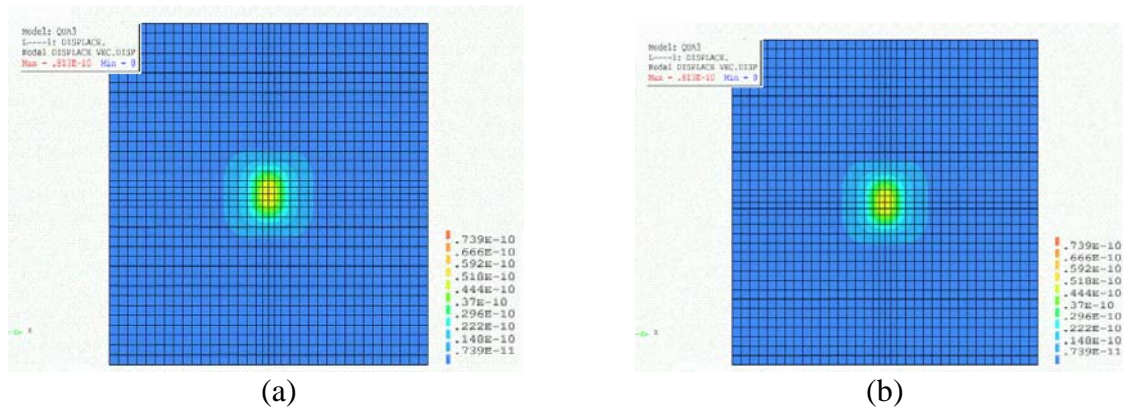 Model: QUA3
L----1: DISPLACE.
Nodal DISPLACE VEC.DISP
Max = .813E-10 Min = 0
.739E-10
.666E-10
.592E-10
.518E-10
.444E-10
.37E-10
.296E-10
.222E-10
.148E-10
.739E-11
x
(a)
Model: QUA3
L----1: DISPLACE.
Nodal DISPLACE VEC.DISP
Max = .813E-10 Min = 0
.739E-10
.666E-10
.592E-10
.518E-10
.444E-10
.37E-10
.296E-10
.222E-10
.148E-10
.739E-11
x
(b)